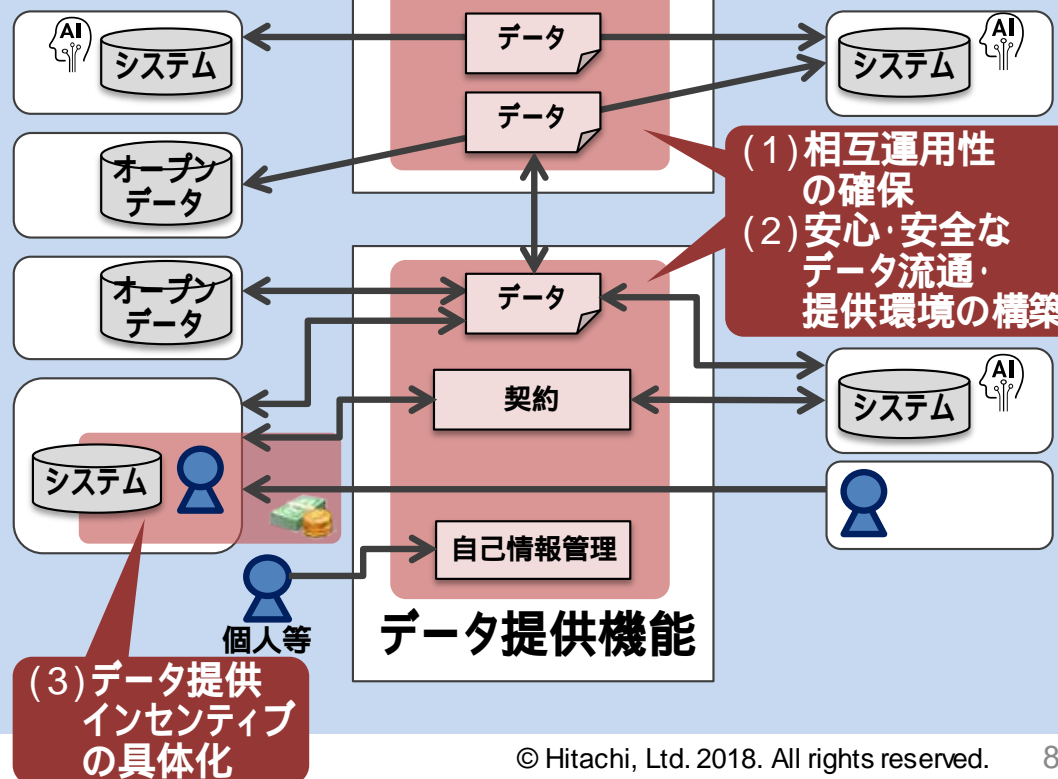 AI
システム
データ
AI
システム
データ
オープン
データ
(1)相互運用性
の確保
(2)安心・安全な
データ流通・
提供環境の構築
オープン
データ
データ
契約
AI
システム
システム
自己情報管理
個人等
データ提供機能
(3)データ提供
インセンティブ
の具体化
© Hitachi, Ltd. 2018. All rights reserved.
8